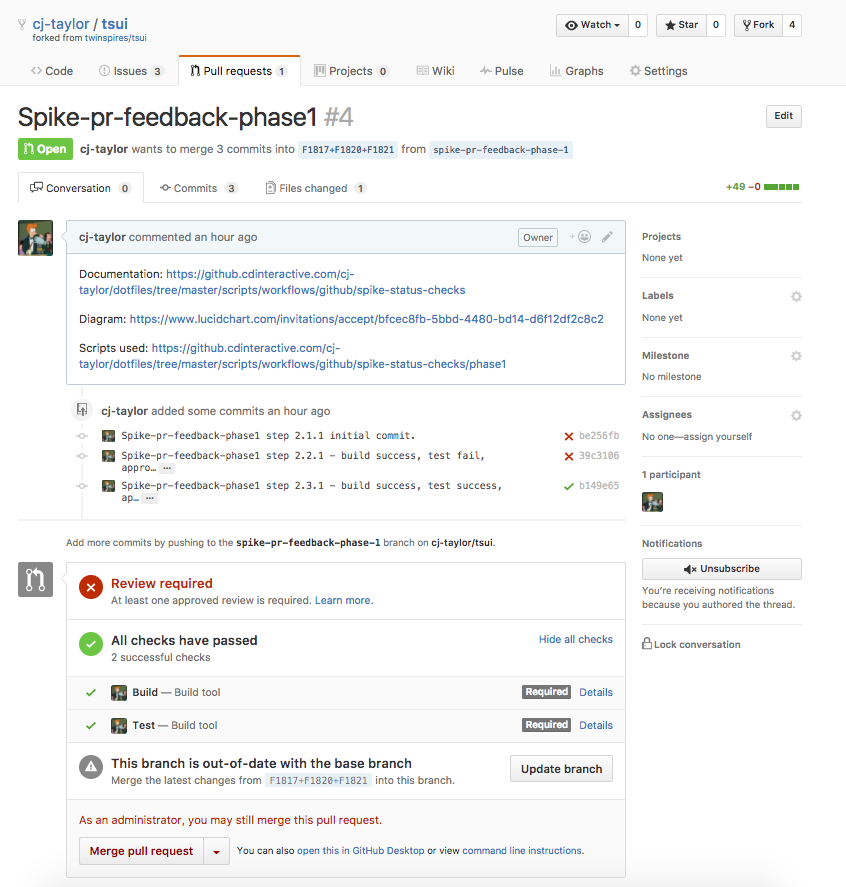 cj-taylor / tsui
Watch 0 Star 0 Fork 4
forked from twinspires/tsui
Code Issues 3 Pull requests 1 Projects 0 Wiki Pulse Graphs Settings
Spike-pr-feedback-phase1 #4
Edit
Open cj-taylor wants to merge 3 commits into F1817+F1820+F1821 from spike-pr-feedback-phase-1
Conversation 0 Commits 3 Files changed 1 +49 −0
cj-taylor commented an hour ago Owner
Documentation: https://github.cdinteractive.com/cj-
taylor/dotfiles/tree/master/scripts/workflows/github/spike-status-checks
Diagram: https://www.lucidchart.com/invitations/accept/bfcec8fb-5bbd-4480-bd14-d6f12df2c8c2
Scripts used: https://github.cdinteractive.com/cj-
taylor/dotfiles/tree/master/scripts/workflows/github/spike-status-checks/phase1
cj-taylor added some commits an hour ago
Spike-pr-feedback-phase1 step 2.1.1 initial commit. be256fb
Spike-pr-feedback-phase1 step 2.2.1 - build success, test fail, 39c3106
appro… …
Spike-pr-feedback-phase1 step 2.3.1 - build success, test success, b149e65
ap… …
Add more commits by pushing to the spike-pr-feedback-phase-1 branch on cj-taylor/tsui.
Review required
At least one approved review is required. Learn more.
All checks have passed
Hide all checks
2 successful checks
Build — Build tool Required Details
Test — Build tool Required Details
This branch is out-of-date with the base branch
Merge the latest changes from F1817+F1820+F1821 into this branch.
Update branch
As an administrator, you may still merge this pull request.
Merge pull request
You can also open this in GitHub Desktop or view command line instructions.
Projects
None yet
Labels
None yet
Milestone
No milestone
Assignees
No one—assign yourself
1 participant
Notifications
Unsubscribe
You're receiving notifications
because you authored the thread.
Lock conversation